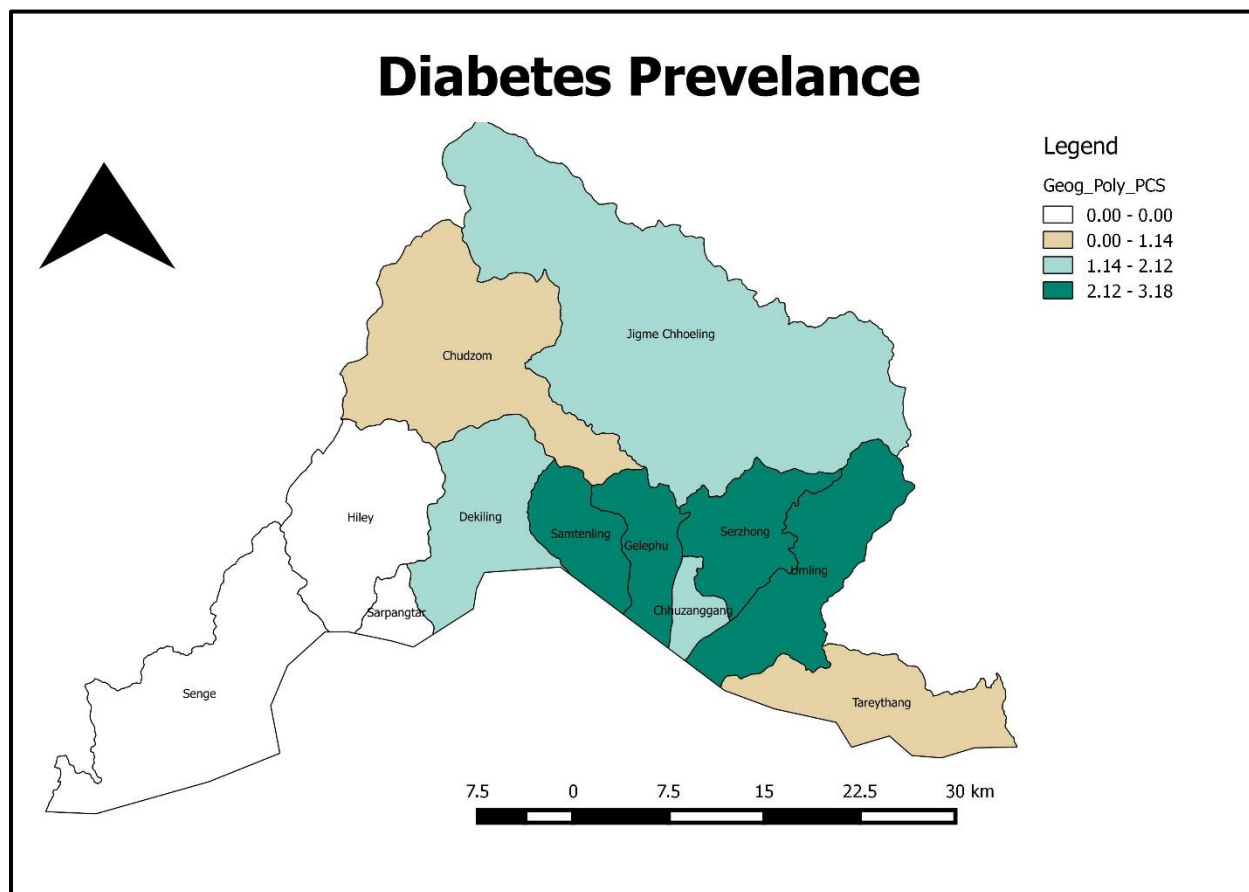 Diabetes Prevelance
Legend
Geog_Poly_PCS
0.00 - 0.00
0.00 - 1.14
1.14 - 2.12
2.12 - 3.18
Jigme Chhoeling
Chudzom
Hiley
Dekiling
Samtenling
Gelephu
Serzhong
Umling
Sarpangtar
Chhuzanggang
Senge
Tareythang
7.5 0 7.5 15 22.5 30 km